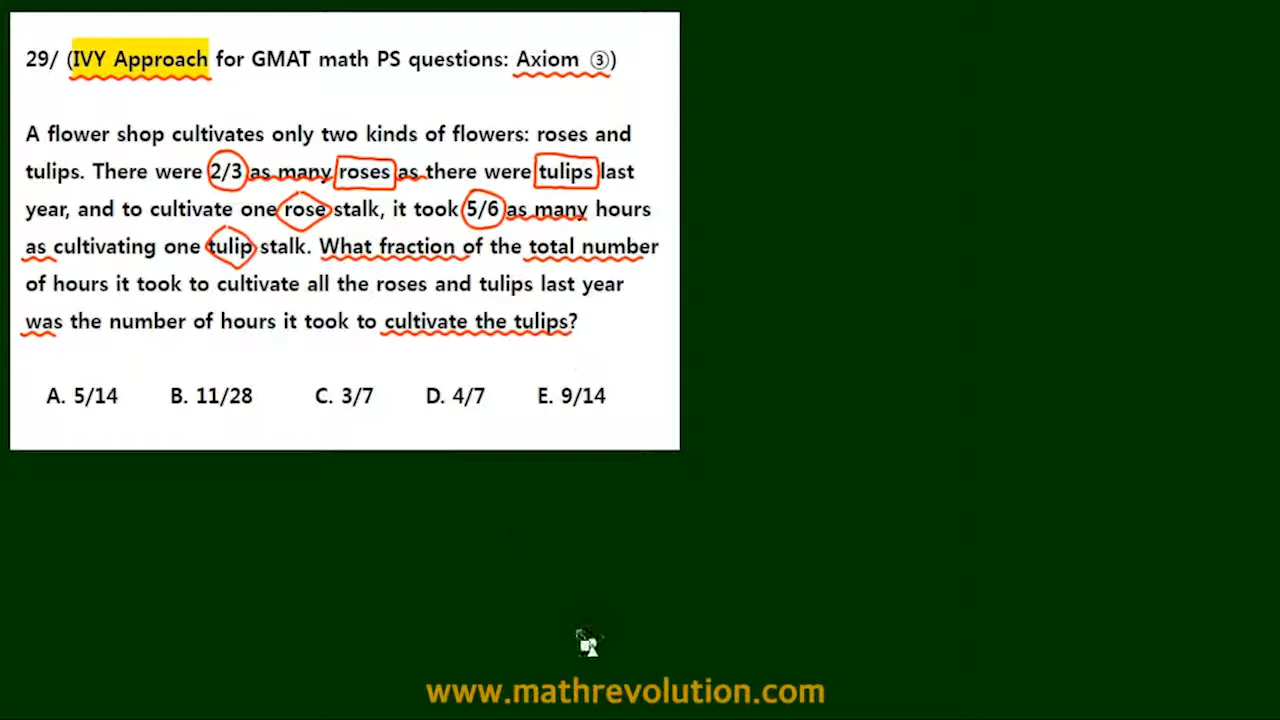 29/ (IVY Approach for GMAT math PS questions: Axiom ③)
A flower shop cultivates only two kinds of flowers: roses and
tulips. There were 2/3 as many roses as there were tulips last
year, and to cultivate one rose stalk, it took 5/6 as many hours
as cultivating one tulip stalk. What fraction of the total number
of hours it took to cultivate all the roses and tulips last year
was the number of hours it took to cultivate the tulips?
A. 5/14 B. 11/28 C. 3/7 D. 4/7 E. 9/14
www.mathrevolution.com